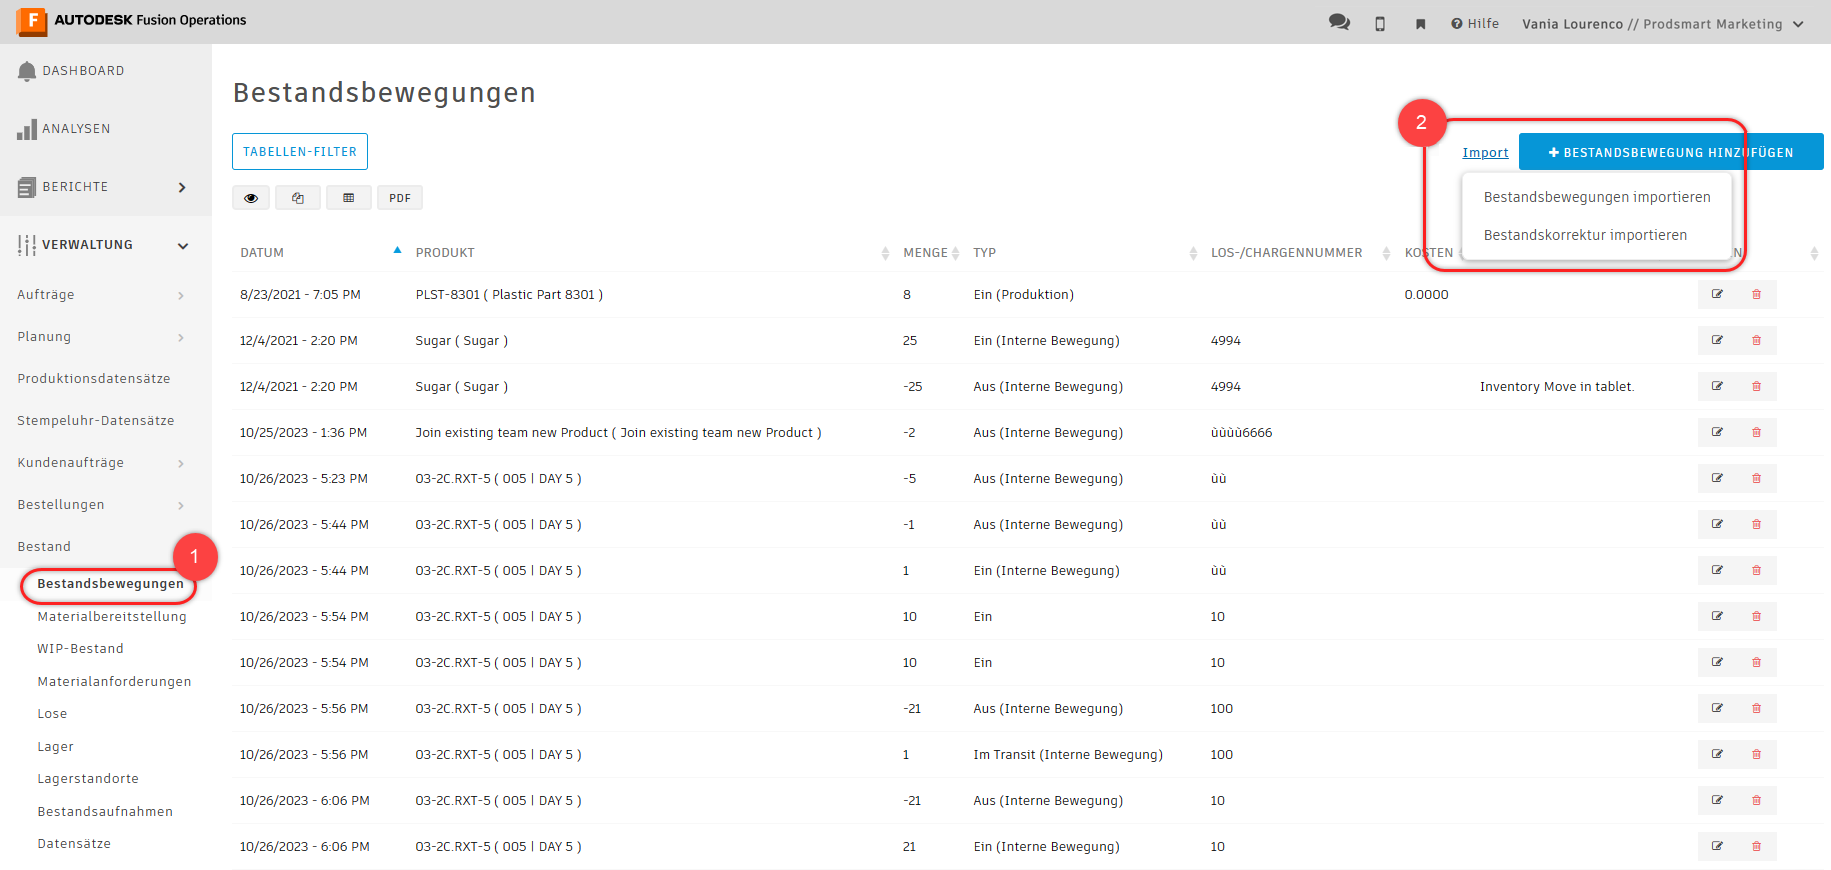 F AUTODESK Fusion Operations
Hilfe
Vania Lourenco // Prodsmart Marketing
DASHBOARD
ANALYSEN
BERICHTE
VERWALTUNG
Aufträge
Planung
Produktionsdatensätze
Stempeluhr-Datensätze
Kundenaufträge
Bestellungen
Bestand
1
Bestandsbewegungen
Materialbereitstellung
WIP-Bestand
Materialanforderungen
Lose
Lager
Lagerstandorte
Bestandsaufnahmen
Datensätze
Bestandsbewegungen
2
TABELLEN-FILTER
Import
+ BESTANDSBEWEGUNG HINZUFÜGEN
Bestandsbewegungen importieren
Bestandskorrektur importieren
PDF
DATUM PRODUKT MENGE TYP LOS-/CHARGENNUMMER KOSTEN
8/23/2021 - 7:05 PM PLST-8301 ( Plastic Part 8301 ) 8 Ein (Produktion) 0.0000
12/4/2021 - 2:20 PM Sugar ( Sugar ) 25 Ein (Interne Bewegung) 4994
12/4/2021 - 2:20 PM Sugar ( Sugar ) -25 Aus (Interne Bewegung) 4994 Inventory Move in tablet.
10/25/2023 - 1:36 PM Join existing team new Product ( Join existing team new Product ) -2 Aus (Interne Bewegung) ùùùù6666
10/26/2023 - 5:23 PM 03-2C.RXT-5 ( 005 | DAY 5 ) -5 Aus (Interne Bewegung) ùù
10/26/2023 - 5:44 PM 03-2C.RXT-5 ( 005 | DAY 5 ) -1 Aus (Interne Bewegung) ùù
10/26/2023 - 5:44 PM 03-2C.RXT-5 ( 005 | DAY 5 ) 1 Ein (Interne Bewegung) ùù
10/26/2023 - 5:54 PM 03-2C.RXT-5 ( 005 | DAY 5 ) 10 Ein 10
10/26/2023 - 5:54 PM 03-2C.RXT-5 ( 005 | DAY 5 ) 10 Ein 10
10/26/2023 - 5:56 PM 03-2C.RXT-5 ( 005 | DAY 5 ) -21 Aus (Interne Bewegung) 100
10/26/2023 - 5:56 PM 03-2C.RXT-5 ( 005 | DAY 5 ) 1 Im Transit (Interne Bewegung) 100
10/26/2023 - 6:06 PM 03-2C.RXT-5 ( 005 | DAY 5 ) -21 Aus (Interne Bewegung) 10
10/26/2023 - 6:06 PM 03-2C.RXT-5 ( 005 | DAY 5 ) 21 Ein (Interne Bewegung) 10